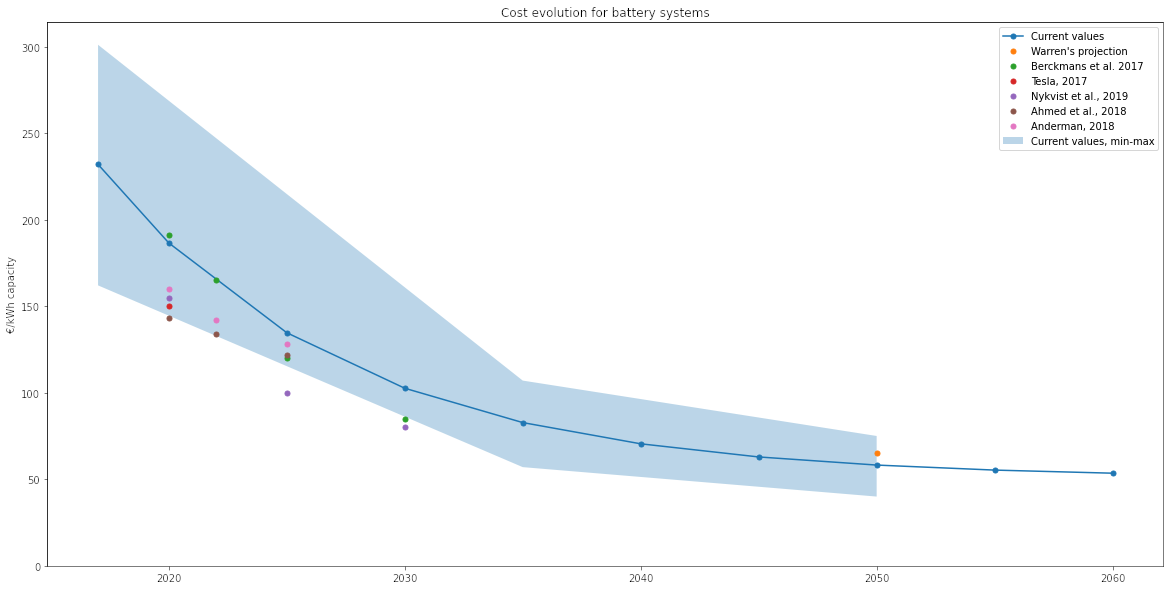 Cost evolution for battery systems
€/kWh capacity
300
250
200
150
100
50
0
2020
2030
2040
2050
2060
Current values
Warren's projection
Berckmans et al. 2017
Tesla, 2017
Nykvist et al., 2019
Ahmed et al., 2018
Anderman, 2018
Current values, min-max